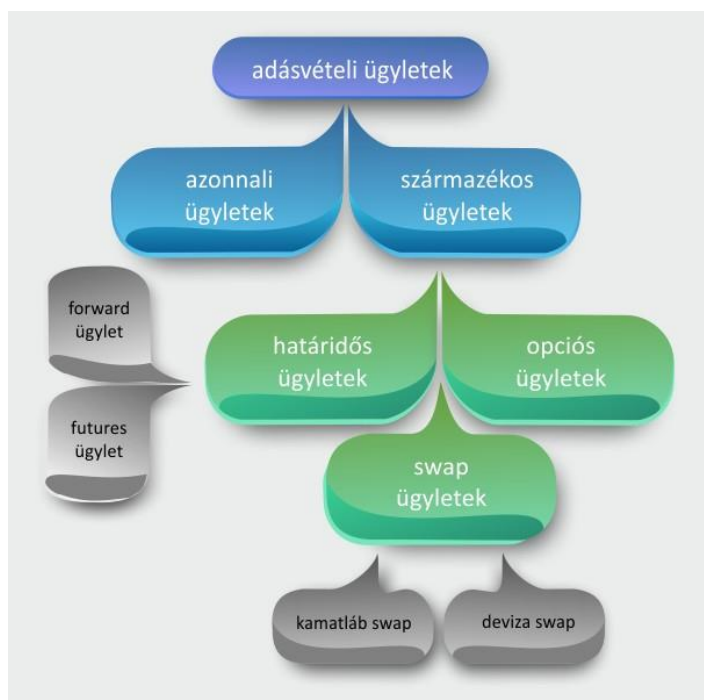 adásvételi ügyletek
azonnali
ügyletek
származékos
ügyletek
forward
ügylet
futures
ügylet
határidős
ügyletek
opciós
ügyletek
swap
ügyletek
kamatláb swap
deviza swap